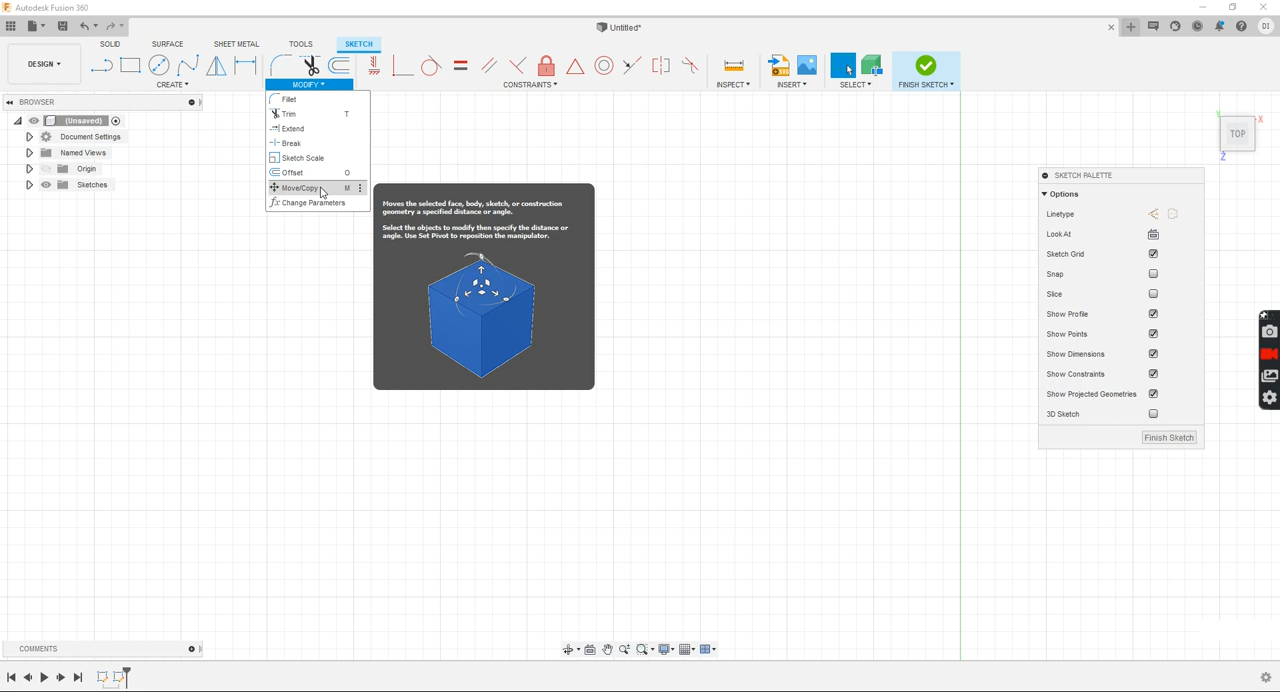 Autodesk Fusion 360
Untitled*
DI
SOLID SURFACE SHEET METAL TOOLS SKETCH
DESIGN
CREATE MODIFY CONSTRAINTS INSPECT INSERT SELECT FINISH SKETCH
BROWSER
(Unsaved)
Document Settings
Named Views
Origin
Sketches
Fillet
Trim T
Extend
Break
Sketch Scale
Offset O
Move/Copy M
Change Parameters
Moves the selected face, body, sketch, or construction
geometry a specified distance or angle.
Select the objects to modify then specify the distance or
angle. Use Set Pivot to reposition the manipulator.
Y X
TOP
Z
SKETCH PALETTE
Options
Linetype
Look At
Sketch Grid
Snap
Slice
Show Profile
Show Points
Show Dimensions
Show Constraints
Show Projected Geometries
3D Sketch
Finish Sketch
COMMENTS